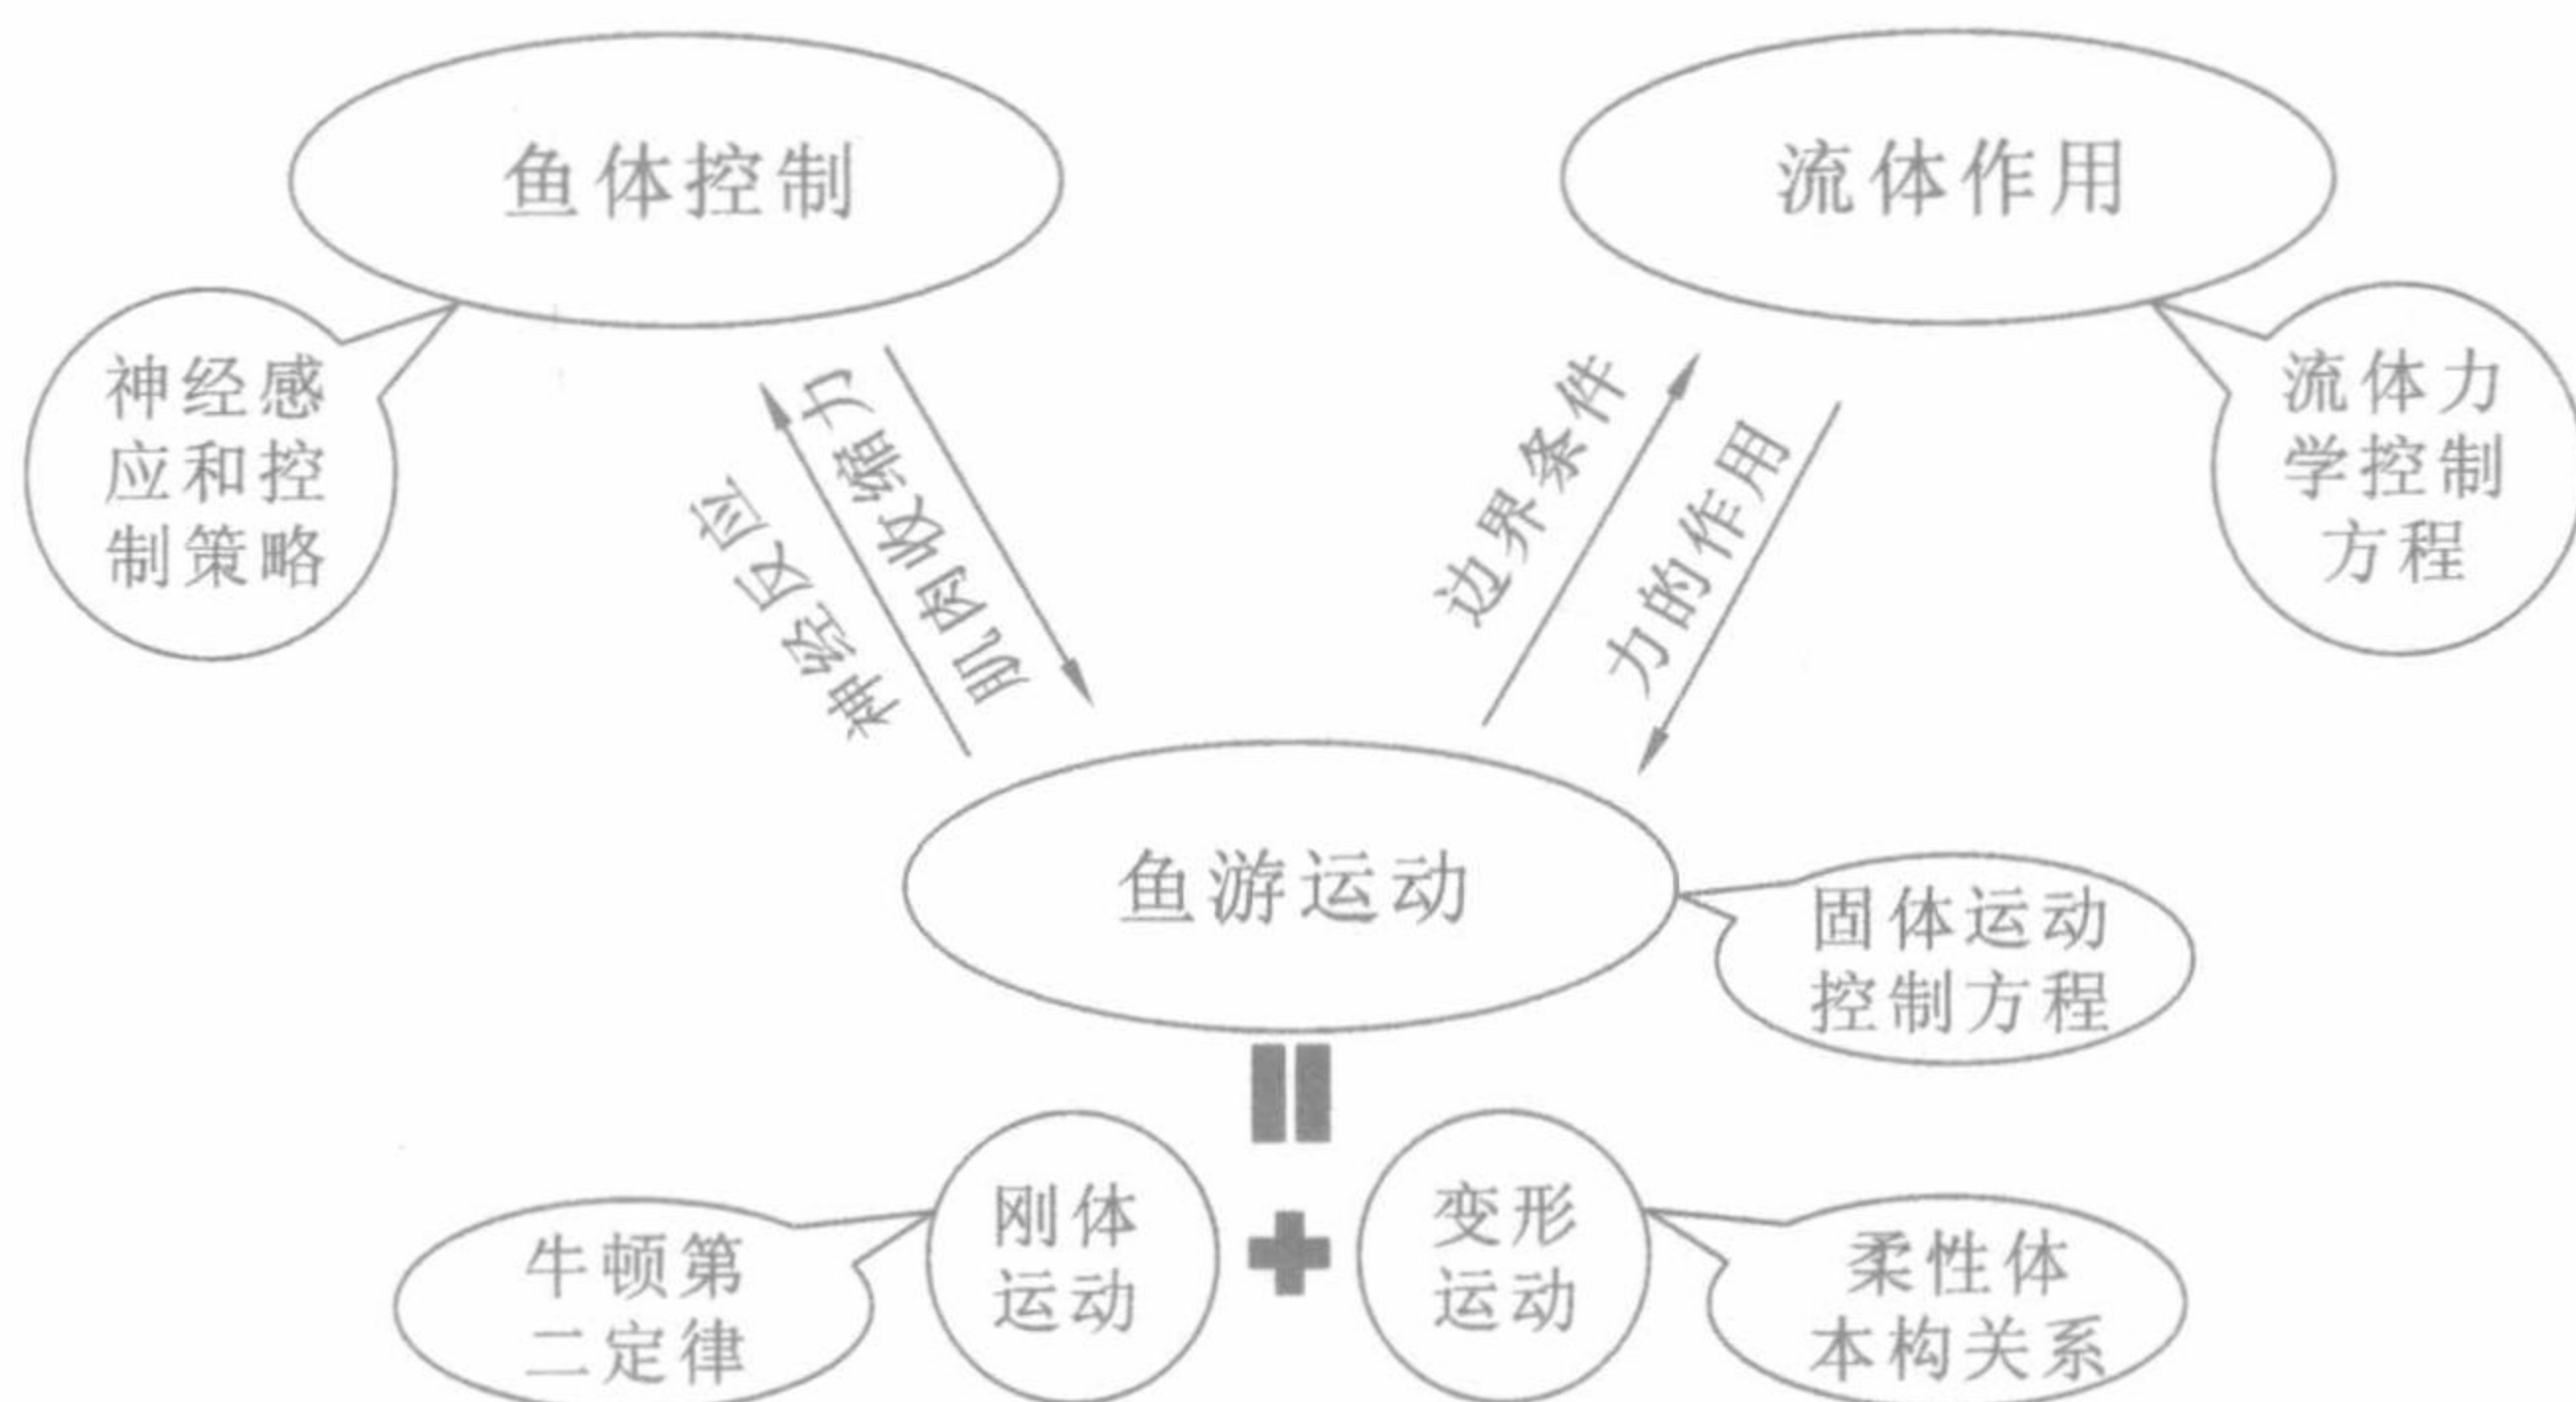 鱼体控制
流体作用
神经感
应和控
制策略
神经反应
肌肉收缩力
边界条件
力的作用
流体力
学控制
方程
鱼游运动
固体运动
控制方程
刚体
运动
变形
运动
牛顿第
二定律
柔性体
本构关系